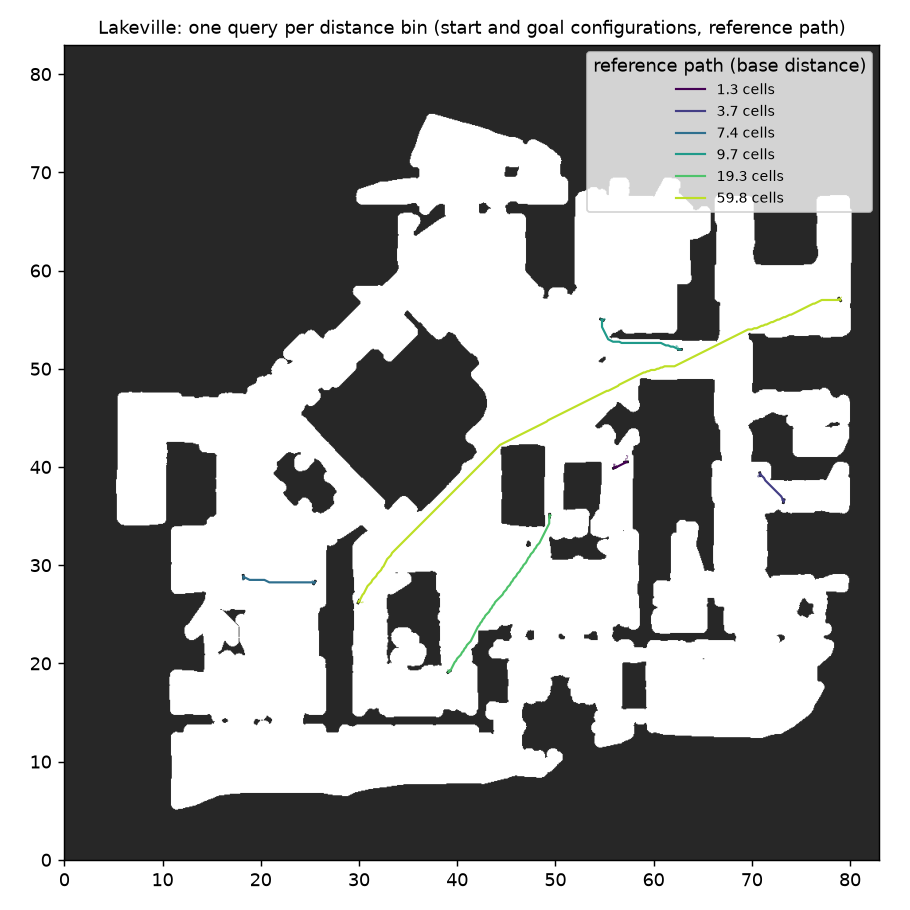 Lakeville: one query per distance bin (start and goal configurations, reference path)
reference path (base distance)
1.3 cells
3.7 cells
7.4 cells
9.7 cells
19.3 cells
59.8 cells
80
70
60
50
40
30
20
10
0
0 10 20 30 40 50 60 70 80